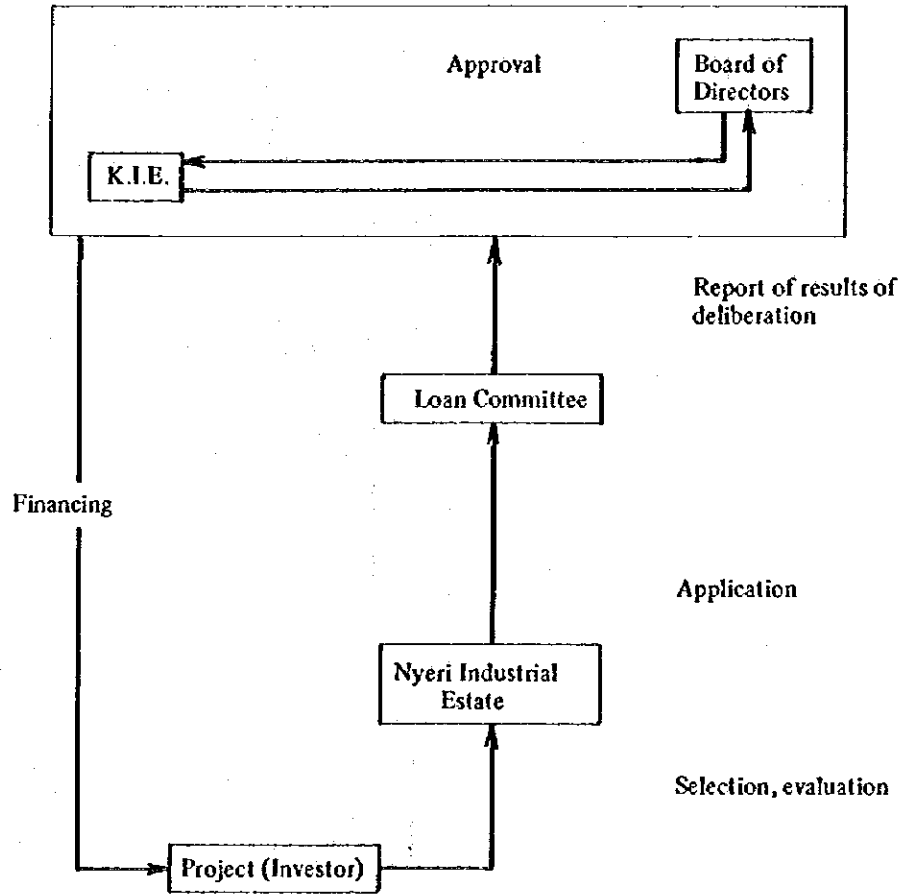 Approval
Board of
Directors
K.I.E.
Report of results of
deliberation
Loan Committee
Financing
Application
Nyeri Industrial
Estate
Selection, evaluation
Project (Investor)